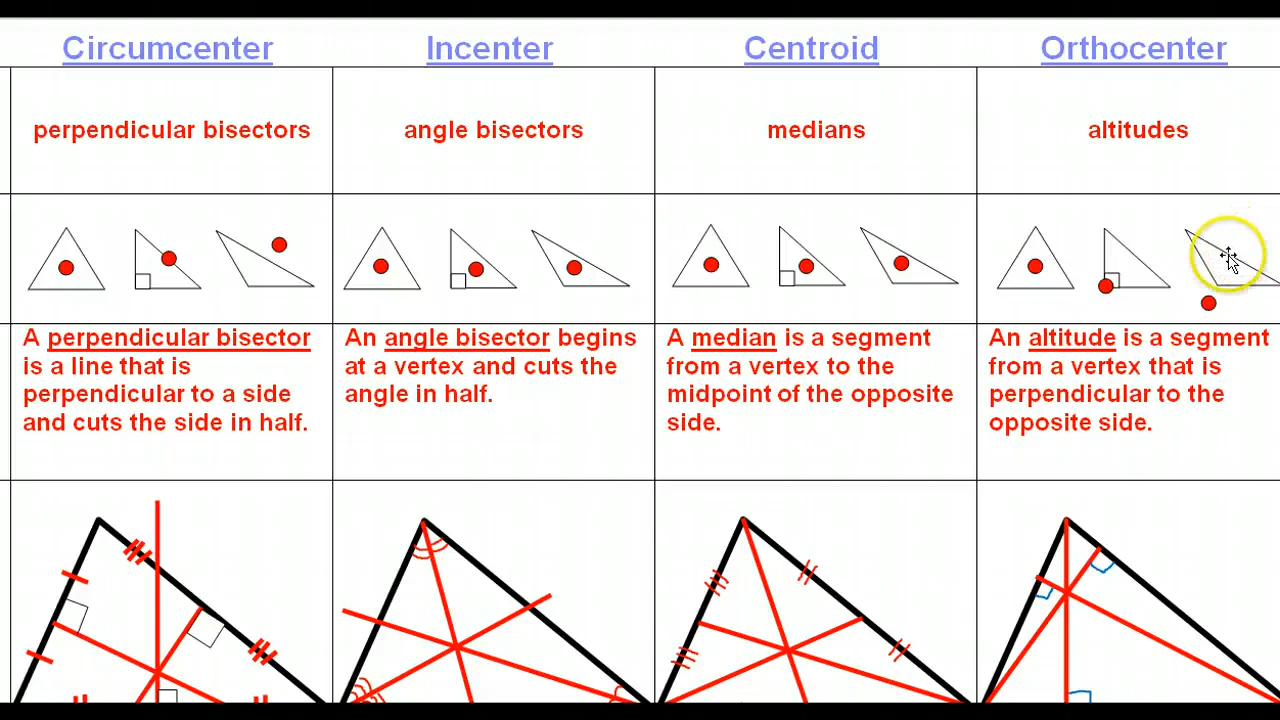 Circumcenter
Incenter
Centroid
Orthocenter
perpendicular bisectors
angle bisectors
medians
altitudes
A perpendicular bisector
is a line that is
perpendicular to a side
and cuts the side in half.
An angle bisector begins
at a vertex and cuts the
angle in half.
A median is a segment
from a vertex to the
midpoint of the opposite
side.
An altitude is a segment
from a vertex that is
perpendicular to the
opposite side.